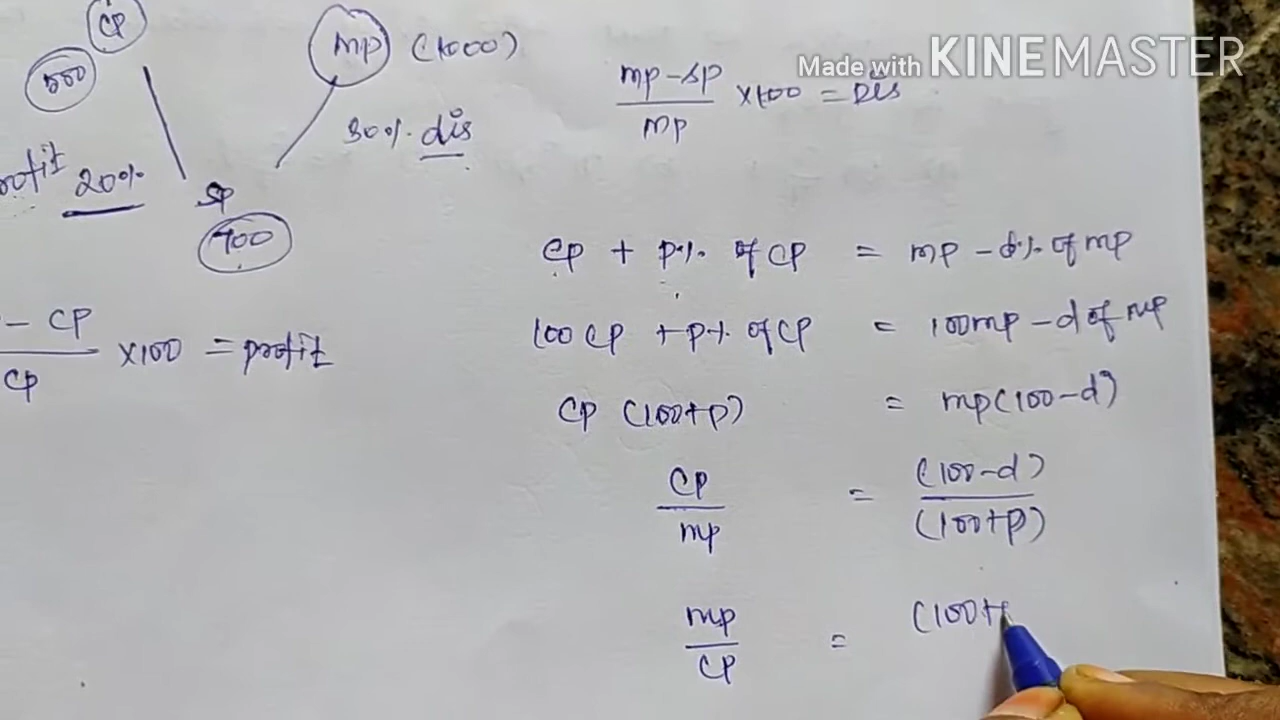 CP
MP (1000)
Made with KINEMASTER
500
mp-sp
mp
×100 = Dis
30% dis
rofit 20%
SP
700
CP + P% of CP = mp - d% of mp
- CP
CP
×100 = profit
100 CP + P% of CP = 100mp - d of mp
CP (100+P) = mp(100-d)
CP
mp
=
(100-d)
(100+P)
mp
CP
=
(100+